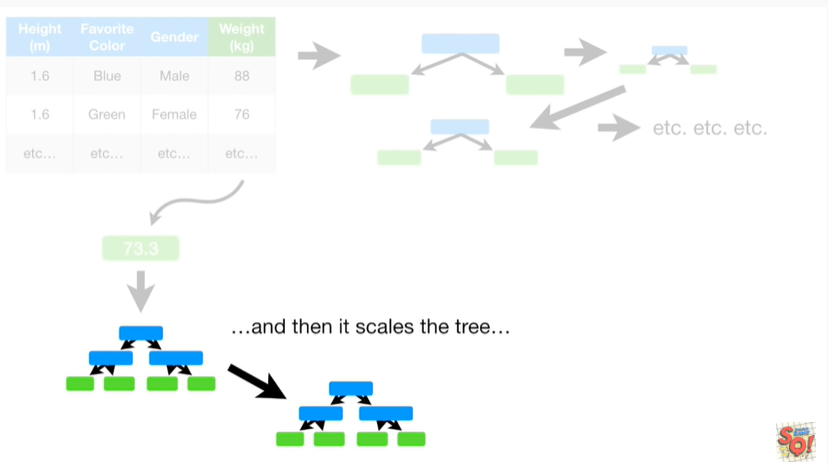 Height (m) Favorite Color Gender Weight (kg)
1.6 Blue Male 88
1.6 Green Female 76
etc... etc... etc... etc...
etc. etc. etc.
73.3
…and then it scales the tree…
SQ!